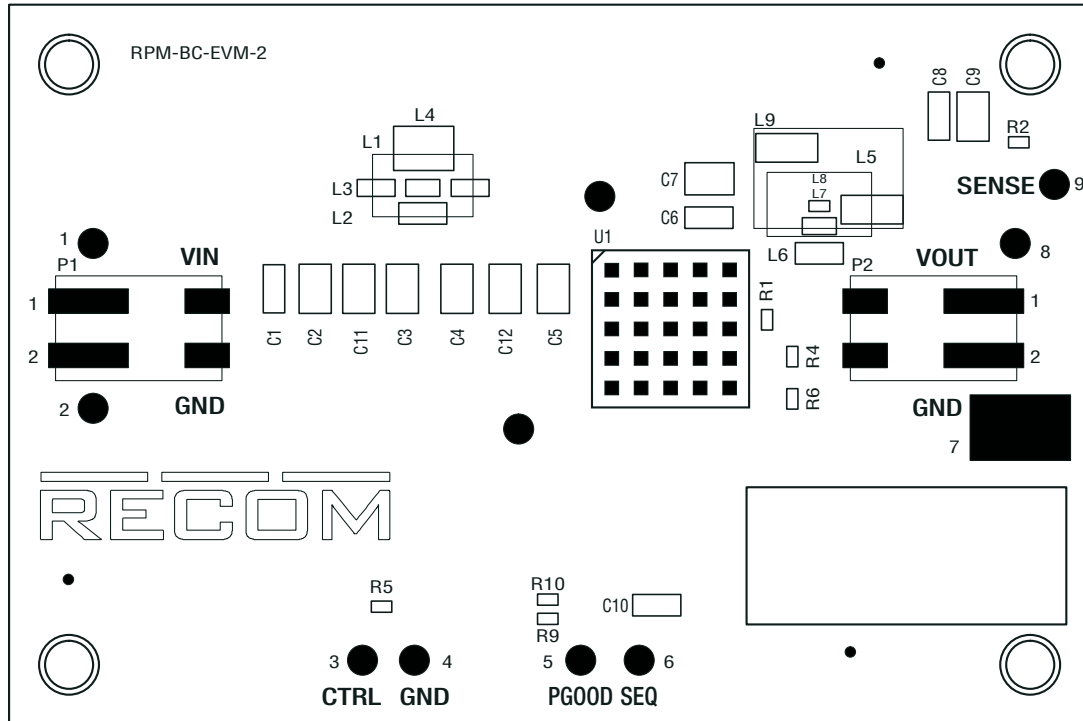 RPM-BC-EVM-2
C8
C9
L4
L9
L1
R2
L5
C7
L8
L3
SENSE
9
L7
L2
C6
1
U1
L6
8
VIN
VOUT
P1
P2
R1
1
1
C1
C2
C11
C3
C4
C12
C5
2
R4
2
R6
2
GND
GND
7
RECOM
R5
R10
C10
R9
3
4
5
6
CTRL
GND
PGOOD
SEQ